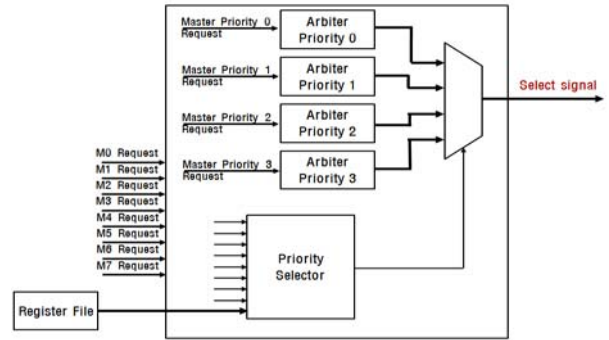 Master Priority 0
Request
Arbiter
Priority 0
Master Priority 1
Request
Arbiter
Priority 1
Master Priority 2
Request
Arbiter
Priority 2
Master Priority 3
Request
Arbiter
Priority 3
Select signal
M0 Request
M1 Request
M2 Request
M3 Request
M4 Request
M5 Request
M6 Request
M7 Request
Priority
Selector
Register File